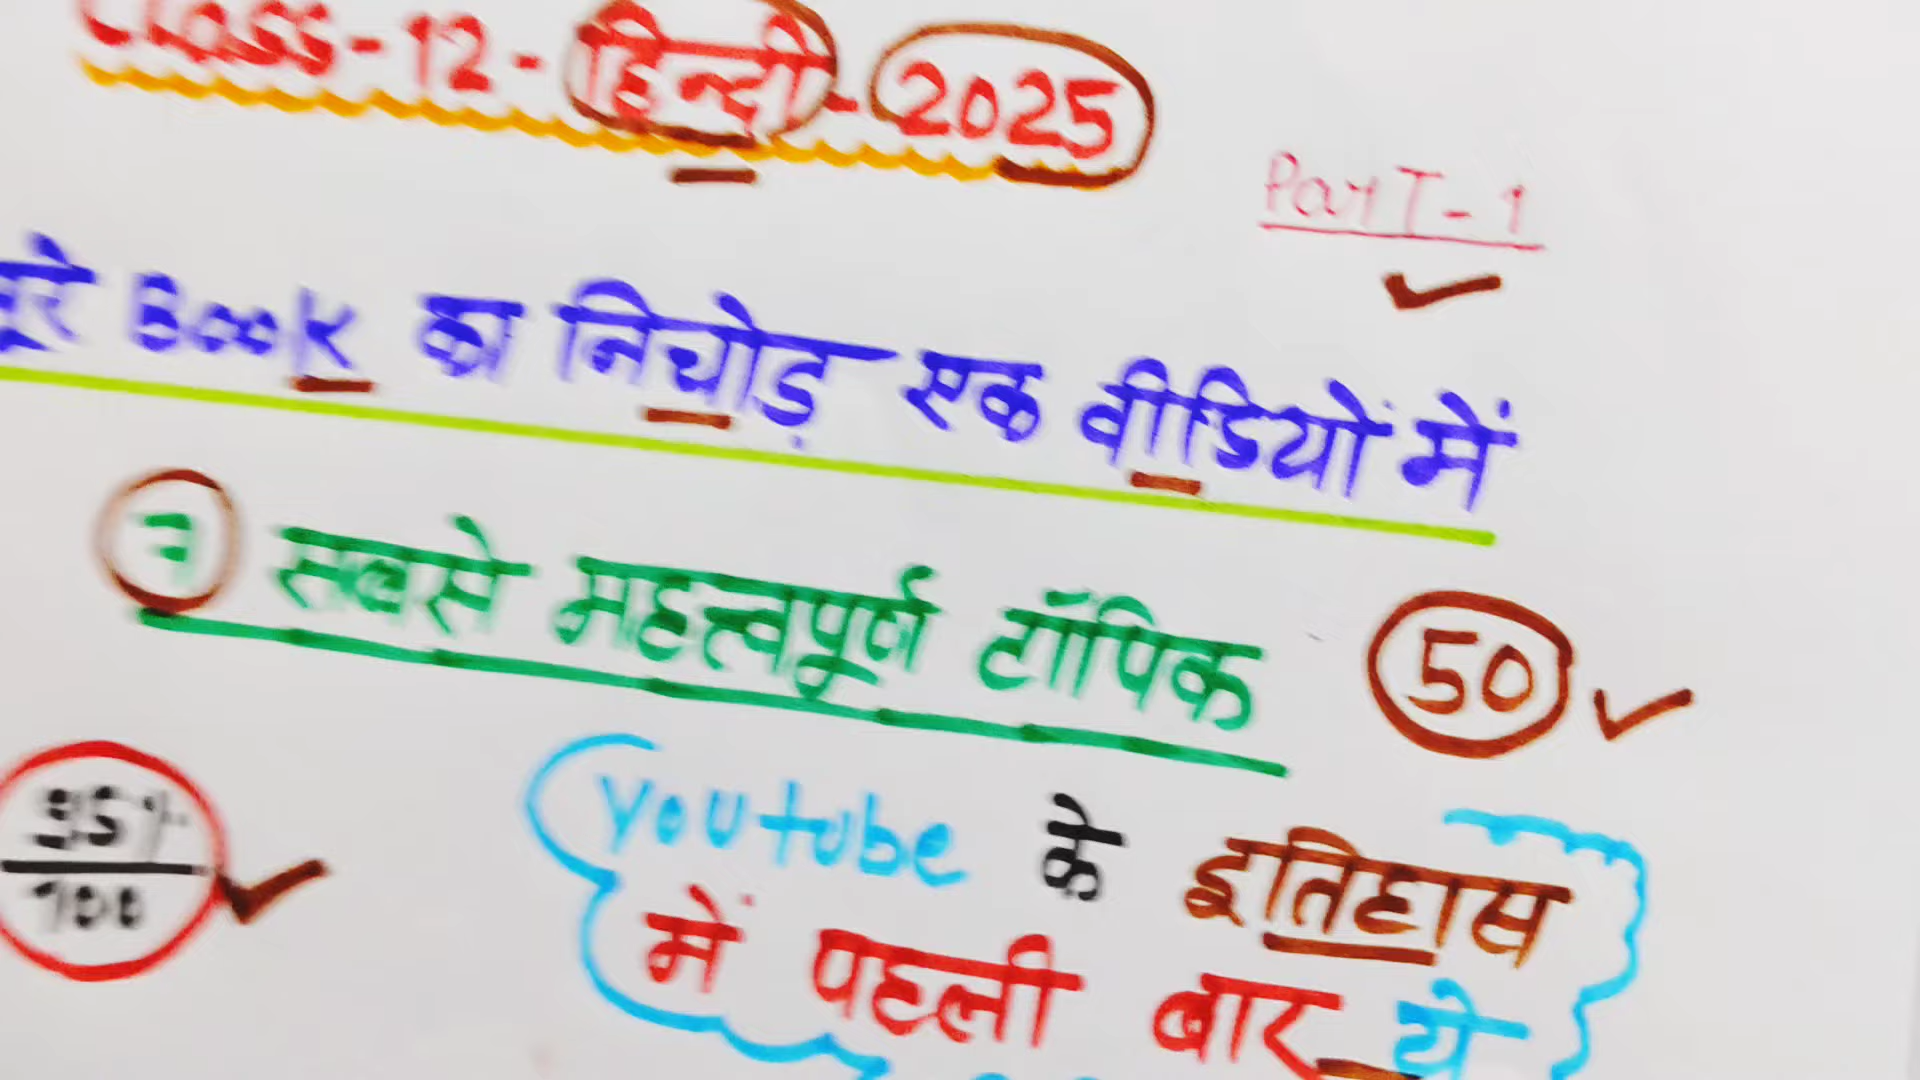 Class-12-हिन्दी-2025
Part-1
पूरे Book का निचोड़ एक वीडियों में
सबसे महत्त्वपूर्ण टॉपिक 50
95%
100
Youtube के इतिहास
में पहली बार ये